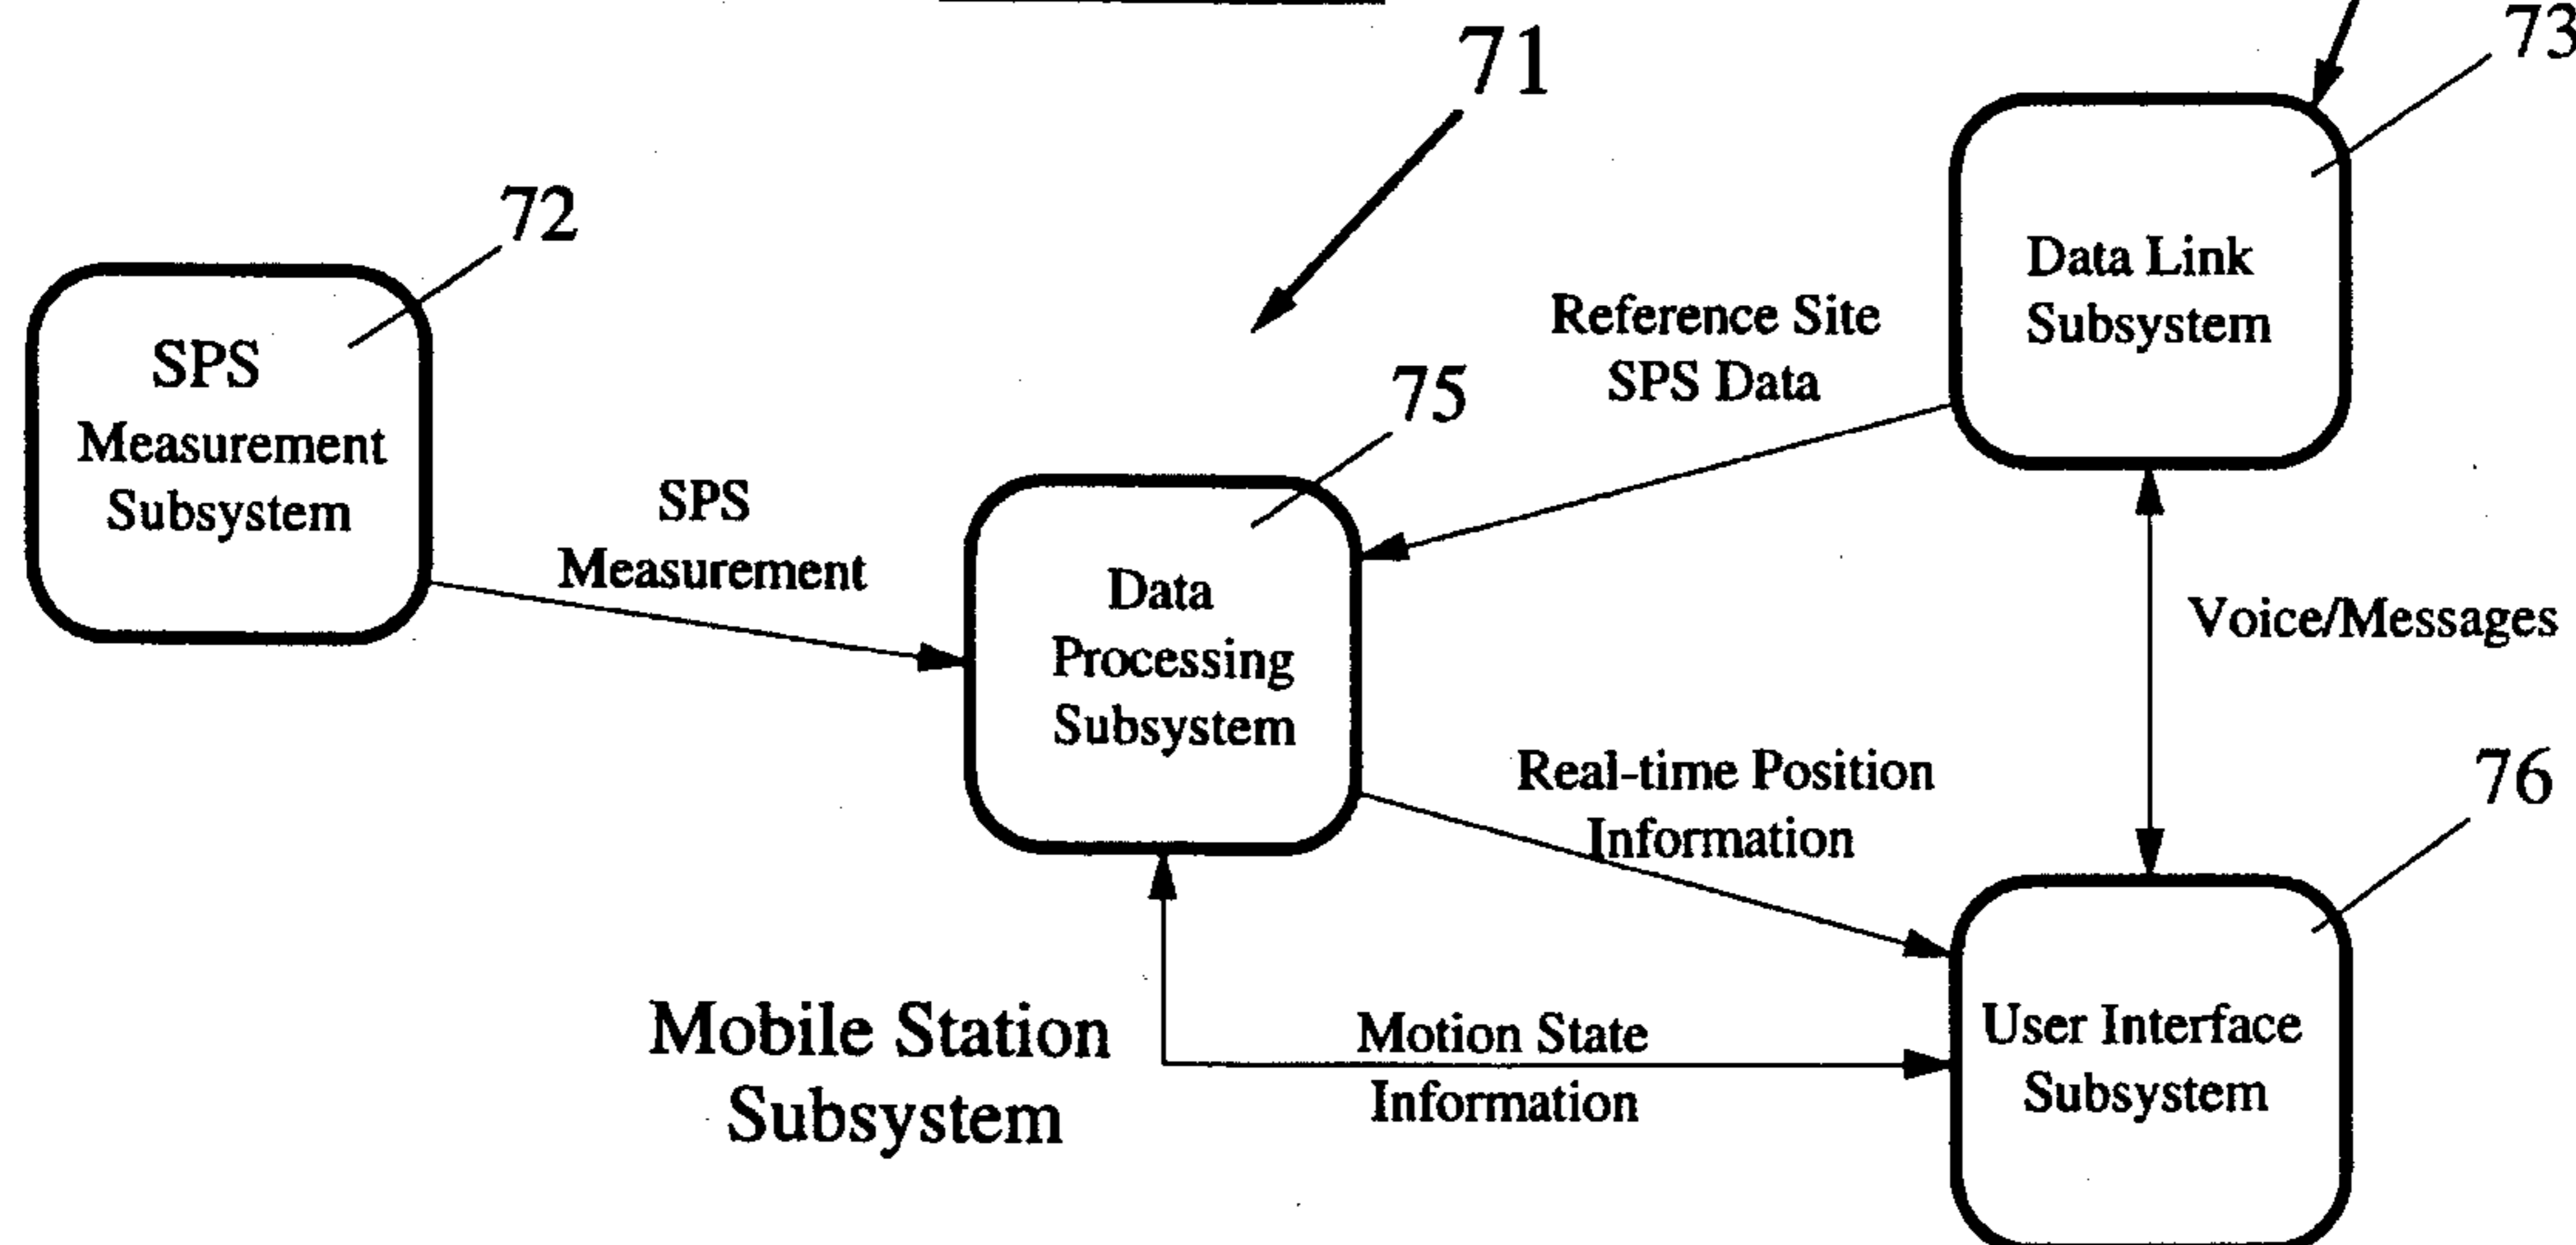 71
73
72
SPS
Measurement
Subsystem
Data Link
Subsystem
Reference Site
SPS Data
75
SPS
Measurement
Data
Processing
Subsystem
Voice/Messages
Real-time Position
Information
76
Mobile Station
Subsystem
Motion State
Information
User Interface
Subsystem